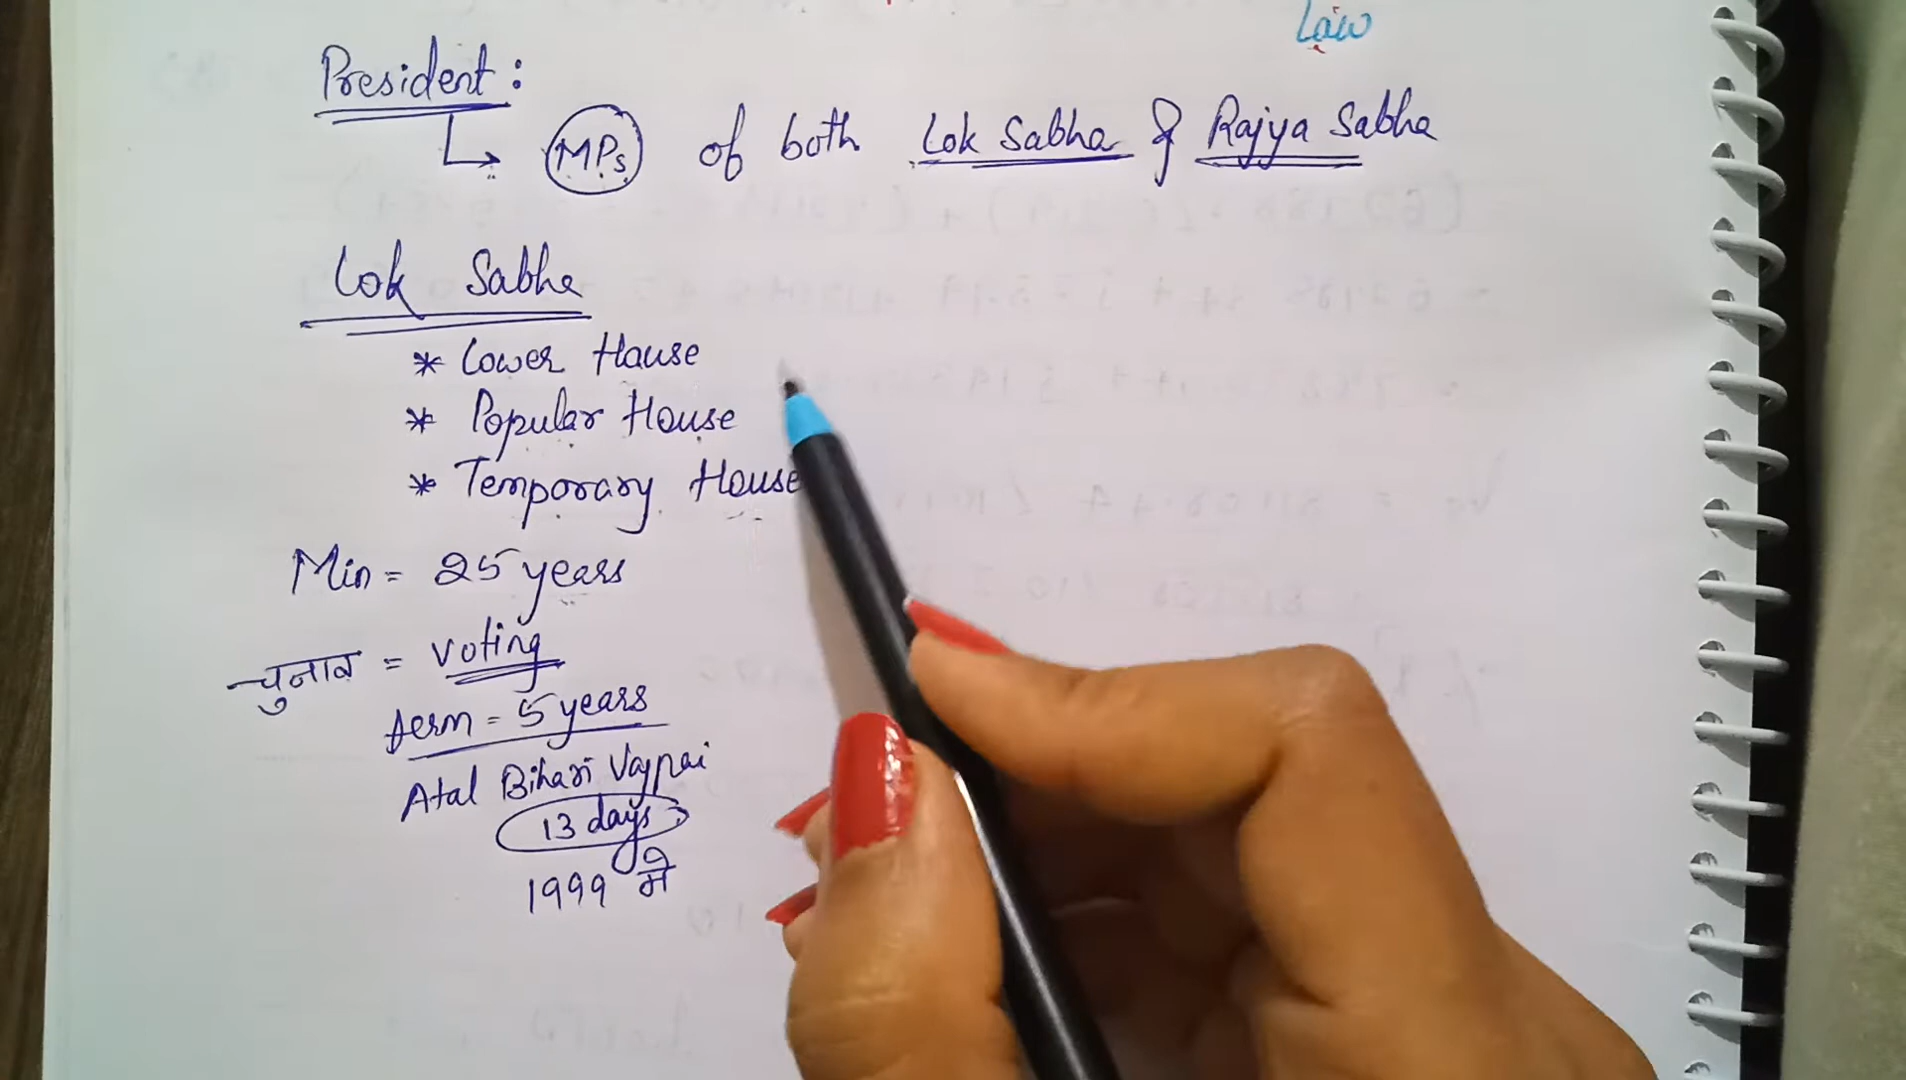 Law
President:
MPs of both Lok Sabha & Rajya Sabha
Lok Sabha
* Lower House
* Popular House
* Temporary House
Min = 25 years
चुनाव = voting
term = 5 years
Atal Bihari Vajpai
13 days
1999 में